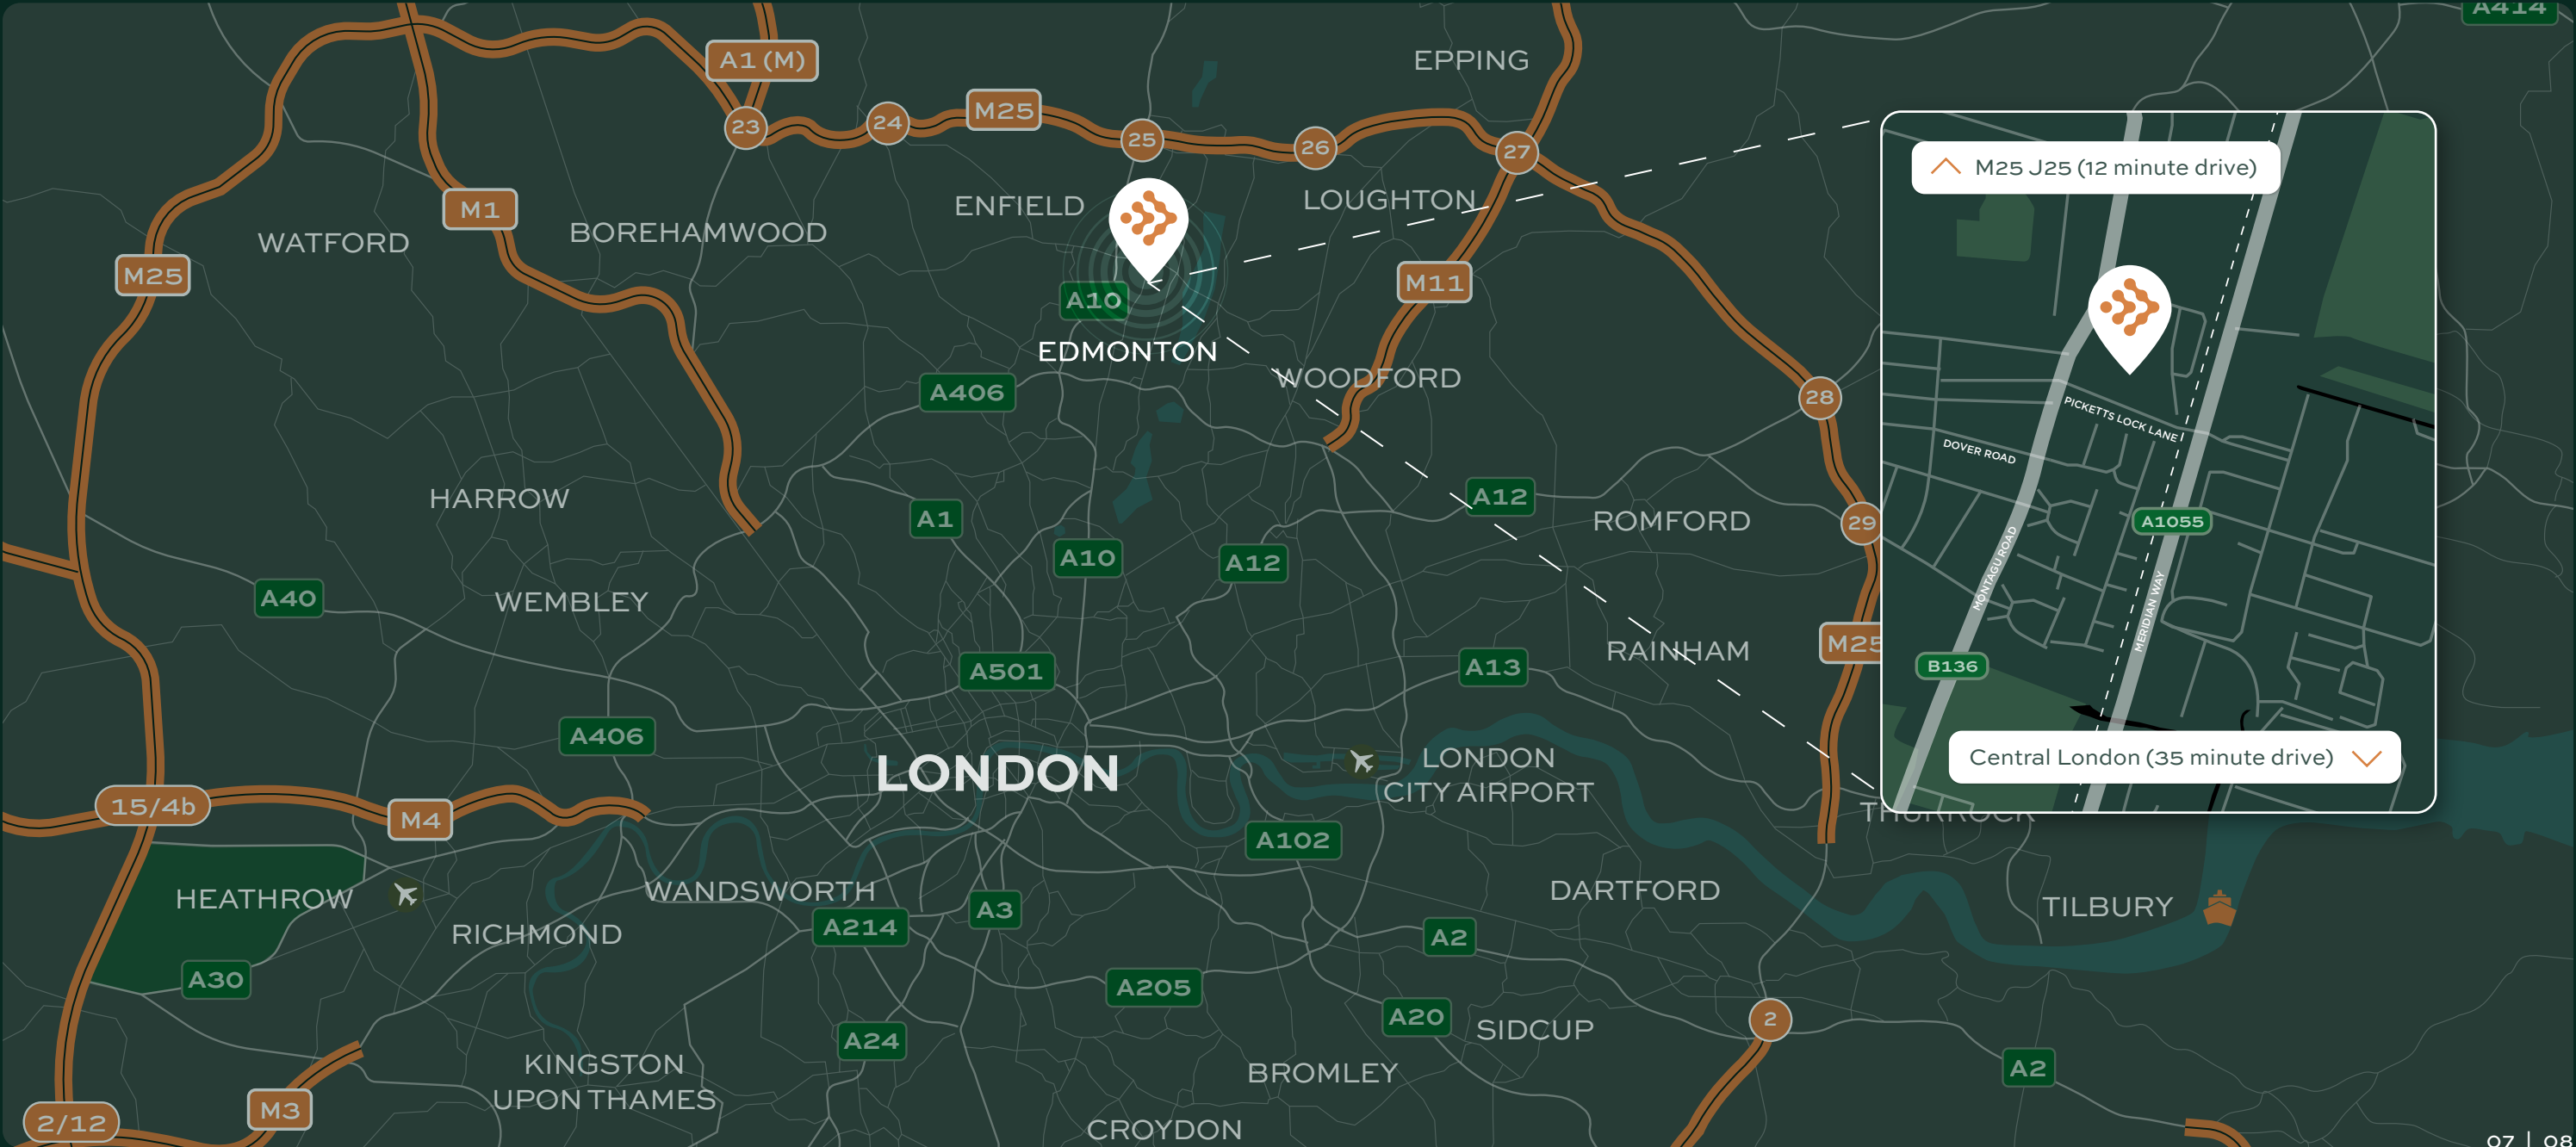 A414
EPPING
A1 (M)
M25
23
24
25
26
27
M25 J25 (12 minute drive)
M1
ENFIELD
LOUGHTON
WATFORD
BOREHAMWOOD
M25
A10
M11
EDMONTON
WOODFORD
A406
28
PICKETTS LOCK LANE
DOVER ROAD
HARROW
A1
A12
ROMFORD
29
A1055
A10
A12
MONTAGU ROAD
A40
WEMBLEY
MERIDIAN WAY
RAINHAM
M25
A501
A13
B136
A406
LONDON
LONDON
CITY AIRPORT
Central London (35 minute drive)
15/4b
M4
THURROCK
A102
HEATHROW
WANDSWORTH
DARTFORD
TILBURY
A3
A214
RICHMOND
A2
A30
A205
A20
SIDCUP
2
A24
KINGSTON
UPON THAMES
BROMLEY
A2
M3
2/12
CROYDON
07 | 08